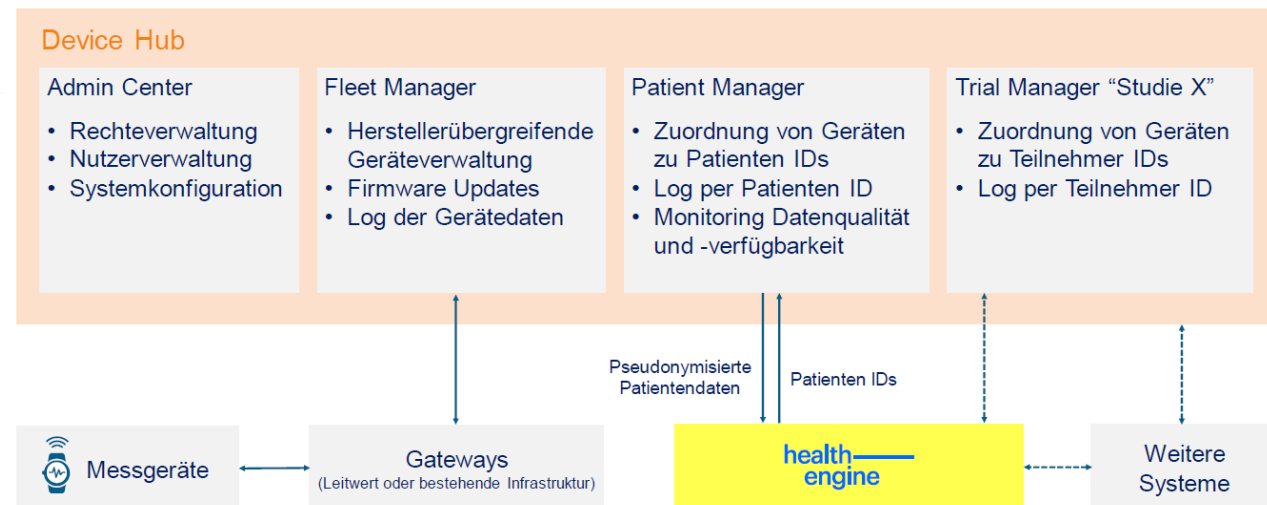 Device Hub
Admin Center
• Rechteverwaltung
• Nutzerverwaltung
• Systemkonfiguration
Fleet Manager
• Herstellerübergreifende
Geräteverwaltung
• Firmware Updates
• Log der Gerätedaten
Patient Manager
• Zuordnung von Geräten
zu Patienten IDs
• Log per Patienten ID
• Monitoring Datenqualität
und -verfügbarkeit
Trial Manager “Studie X”
• Zuordnung von Geräten
zu Teilnehmer IDs
• Log per Teilnehmer ID
Pseudonymisierte
Patientendaten
Patienten IDs
Messgeräte
Gateways
(Leitwert oder bestehende Infrastruktur)
health
engine
Weitere
Systeme